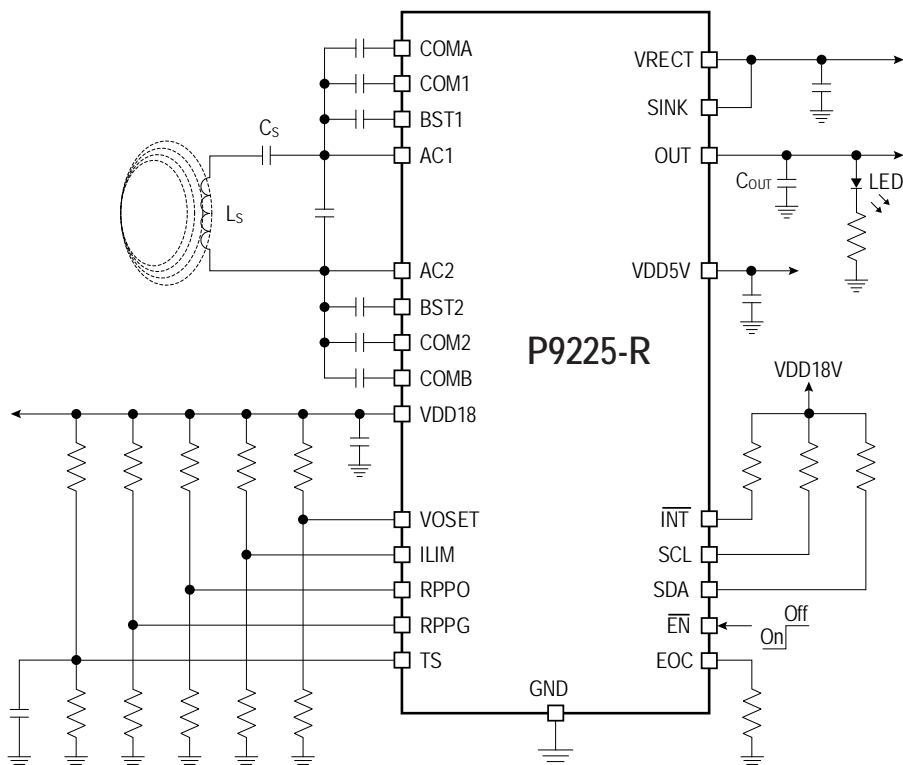 COMA
COM1
BST1
AC1
AC2
BST2
COM2
COMB
VDD18
VOSET
ILIM
RPPO
RPPG
TS
GND
P9225-R
VRECT
SINK
OUT
VDD5V
INT
SCL
SDA
EN
EOC
CS
LS
COUT
LED
VDD18V
Off
On